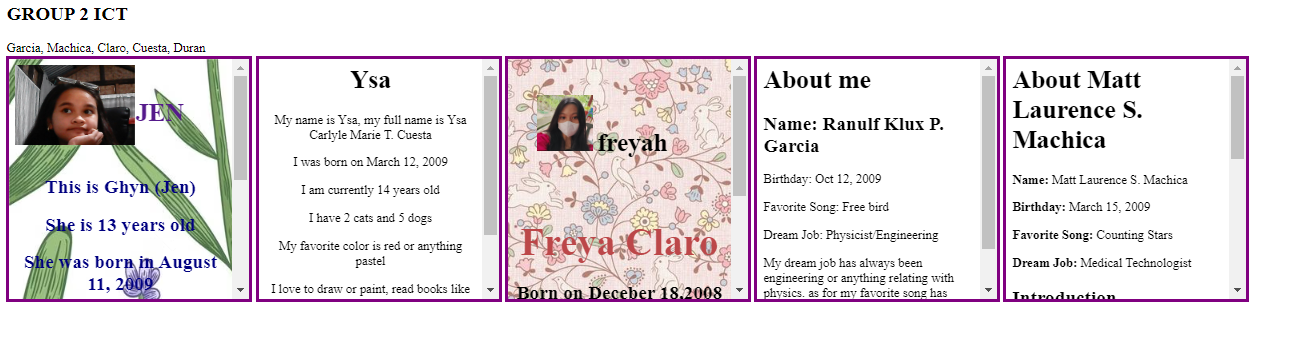 GROUP 2 ICT
Garcia, Machica, Claro, Cuesta, Duran
JEN
This is Ghyn (Jen)
She is 13 years old
She was born in August
11, 2009
Ysa
My name is Ysa, my full name is Ysa
Carlyle Marie T. Cuesta
I was born on March 12, 2009
I am currently 14 years old
I have 2 cats and 5 dogs
My favorite color is red or anything
pastel
I love to draw or paint, read books like
freyah
Freya Claro
Born on Deceber 18,2008
About me
Name: Ranulf Klux P.
Garcia
Birthday: Oct 12, 2009
Favorite Song: Free bird
Dream Job: Physicist/Engineering
My dream job has always been
engineering or anything relating with
physics. as for my favorite song has
About Matt
Laurence S.
Machica
Name: Matt Laurence S. Machica
Birthday: March 15, 2009
Favorite Song: Counting Stars
Dream Job: Medical Technologist
Introduction